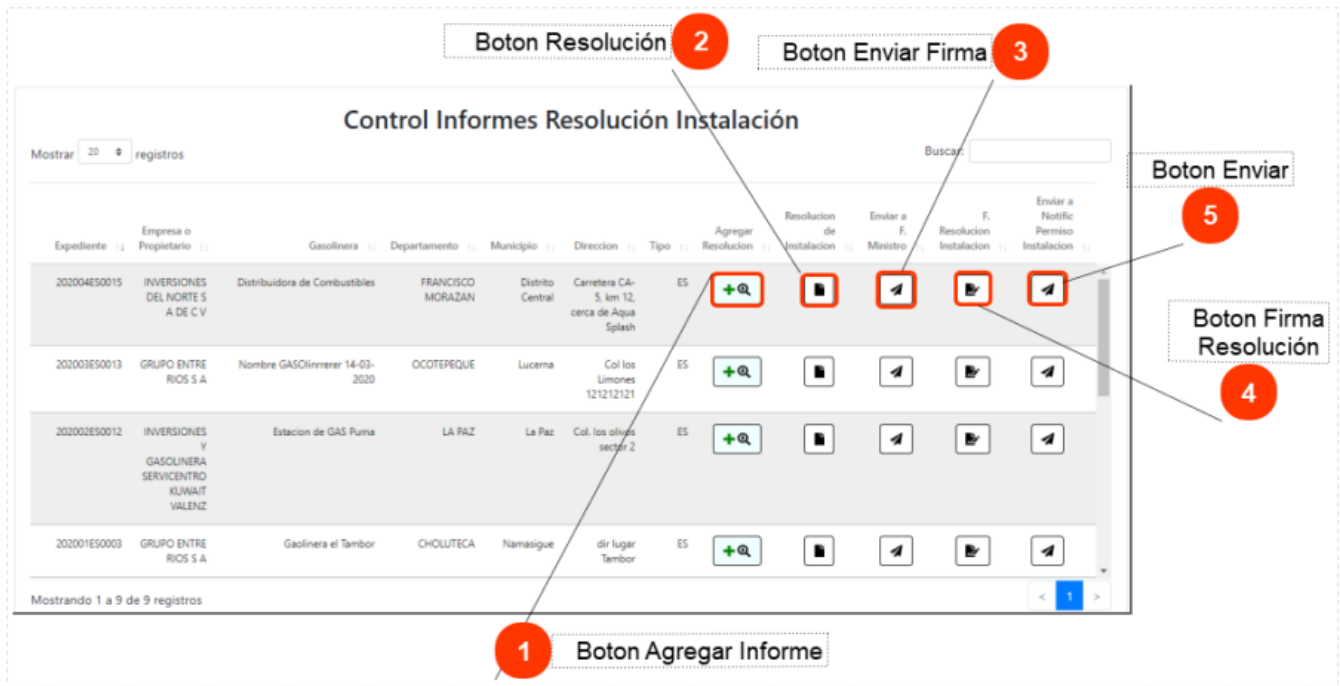 Boton Resolución 2
Boton Enviar Firma 3
Control Informes Resolución Instalación
Mostrar 20 registros
Buscar:
Boton Enviar
5
Expediente
Empresa o
Propietario
Gasolinera
Departamento
Municipio
Direccion
Tipo
Agregar
Resolucion
Resolucion
de
Instalacion
Enviar a
F.
Ministro
F.
Resolucion
Instalacion
Enviar a
Notific
Permiso
Instalacion
202004ES0015
INVERSIONES
DEL NORTE S
A DE C V
Distribuidora de Combustibles
FRANCISCO
MORAZAN
Distrito
Central
Carretera CA-
5, km 12,
cerca de Aqua
Splash
ES
Boton Firma
Resolución
4
202003ES0013
GRUPO ENTRE
RIOS S A
Nombre GASOlinrrerer 14-03-
2020
OCOTEPEQUE
Lucerna
Col los
Limones
121212121
ES
202002ES0012
INVERSIONES
Y
GASOLINERA
SERVICENTRO
KUWAIT
VALENZ
Estacion de GAS Puma
LA PAZ
La Paz
Col. los olivos
sector 2
ES
202001ES0003
GRUPO ENTRE
RIOS S A
Gaolinera el Tambor
CHOLUTECA
Namasigue
dir lugar
Tambor
ES
Mostrando 1 a 9 de 9 registros
< 1 >
1 Boton Agregar Informe